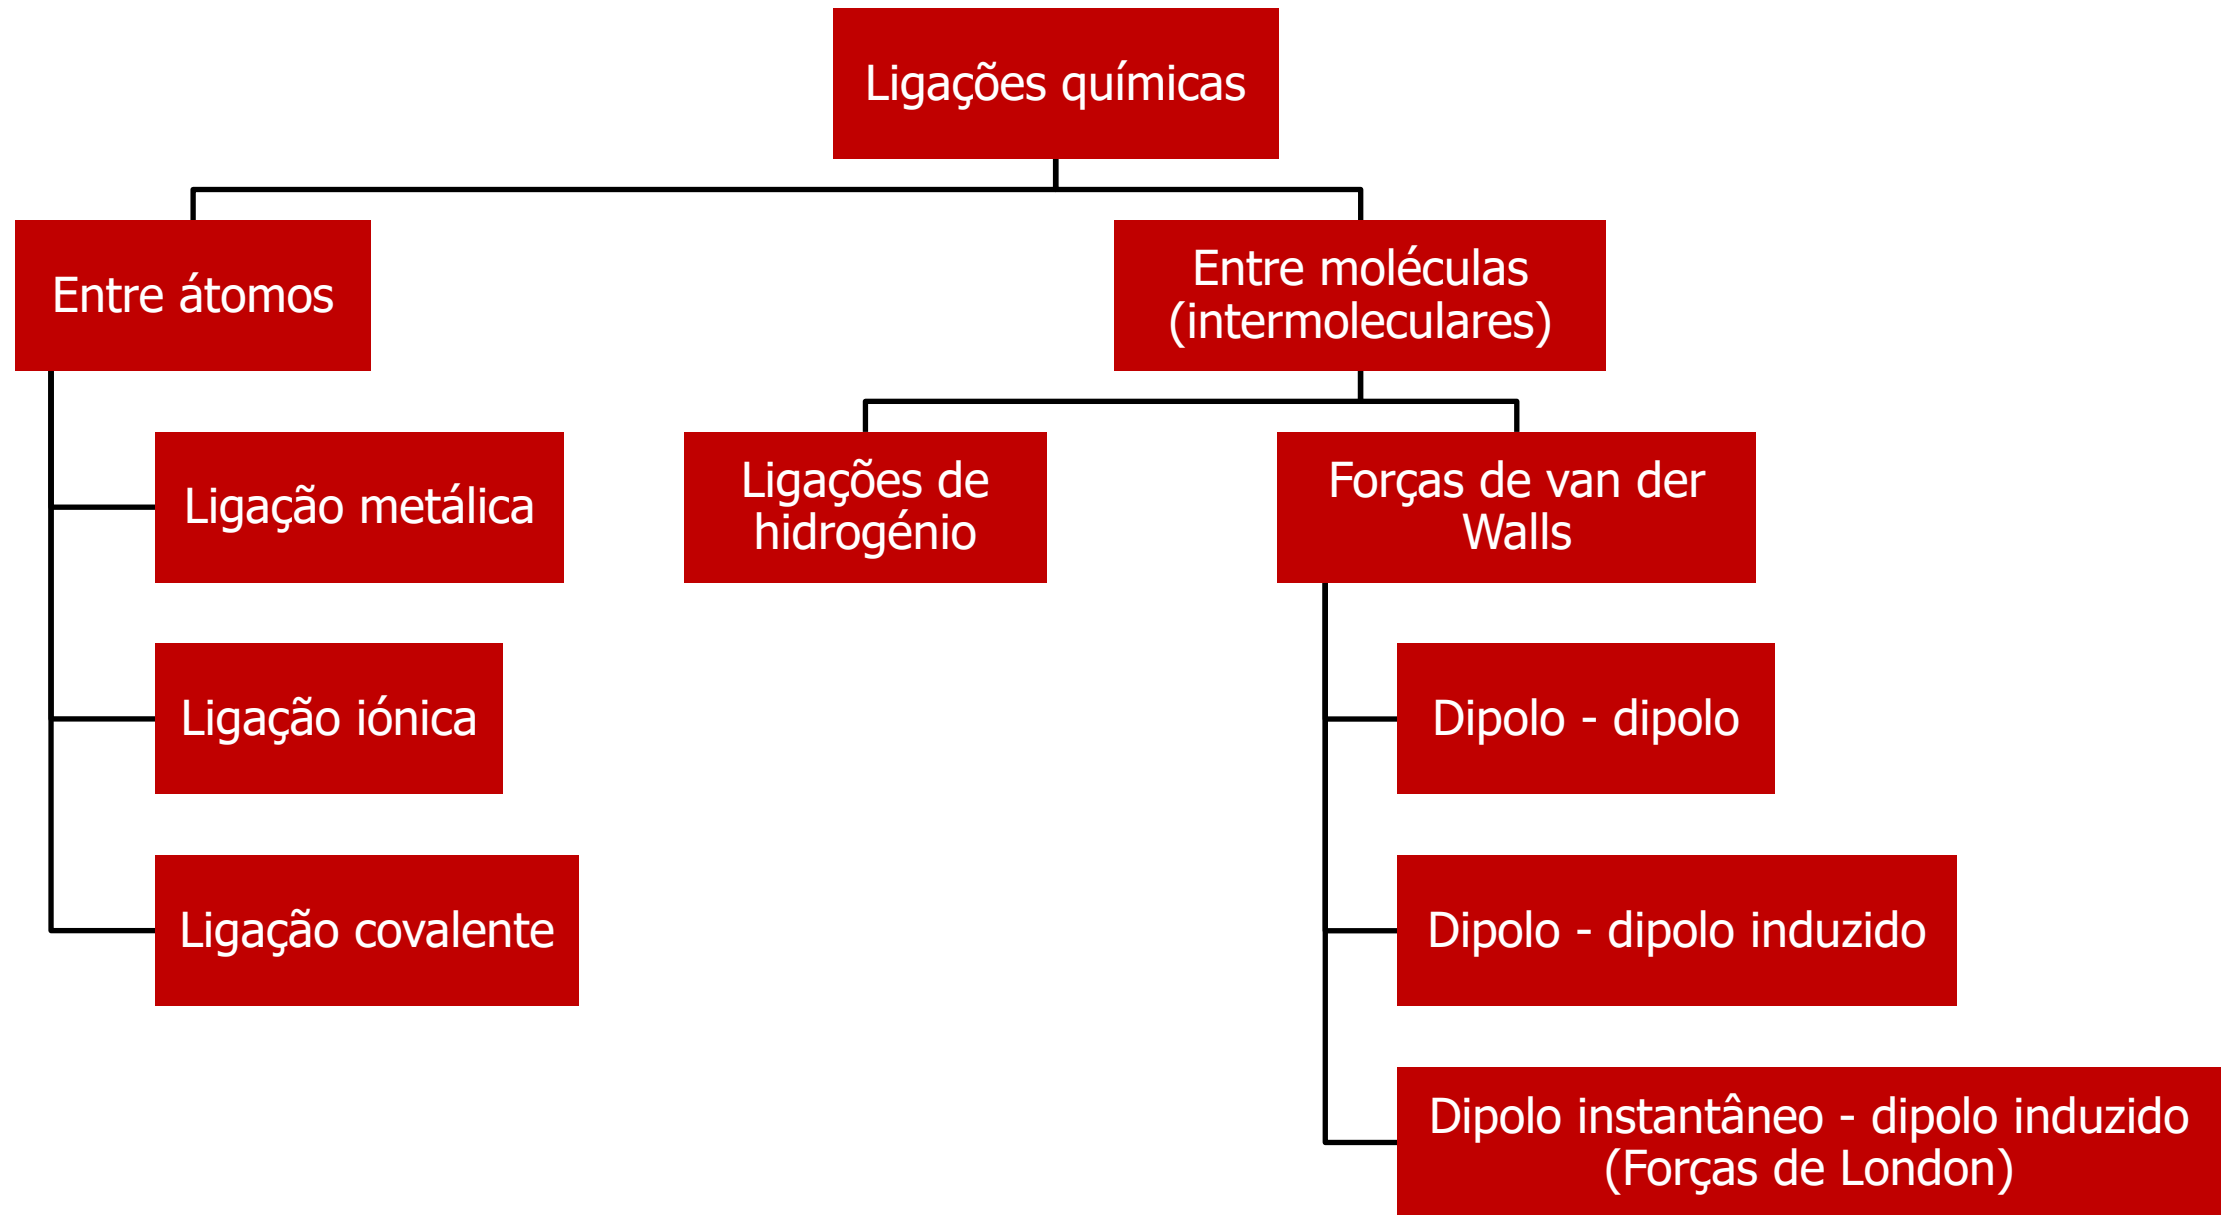 Ligações químicas
Entre átomos
Entre moléculas
(intermoleculares)
Ligação metálica
Ligações de
hidrogénio
Forças de van der
Walls
Ligação iónica
Dipolo - dipolo
Ligação covalente
Dipolo - dipolo induzido
Dipolo instantâneo - dipolo induzido
(Forças de London)